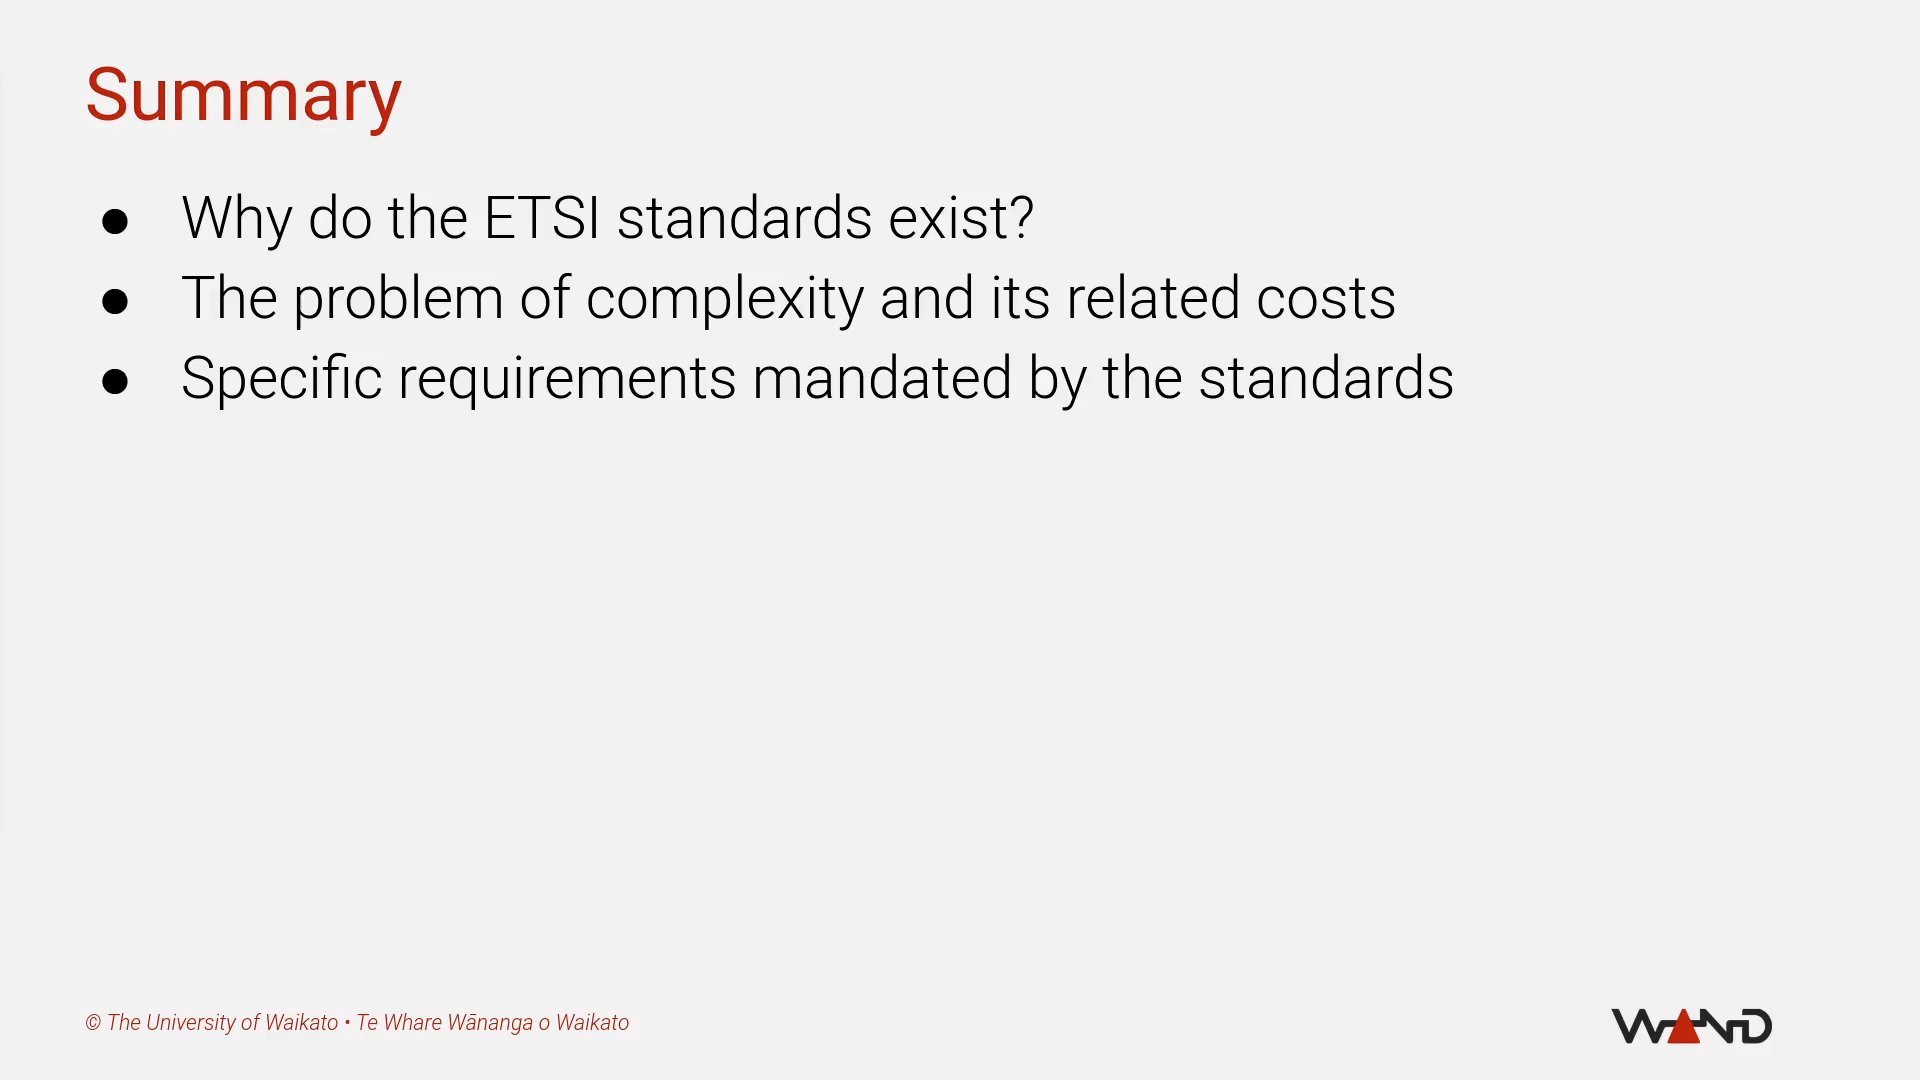 Summary
● Why do the ETSI standards exist?
● The problem of complexity and its related costs
● Specific requirements mandated by the standards
© The University of Waikato • Te Whare Wānanga o Waikato
WAND